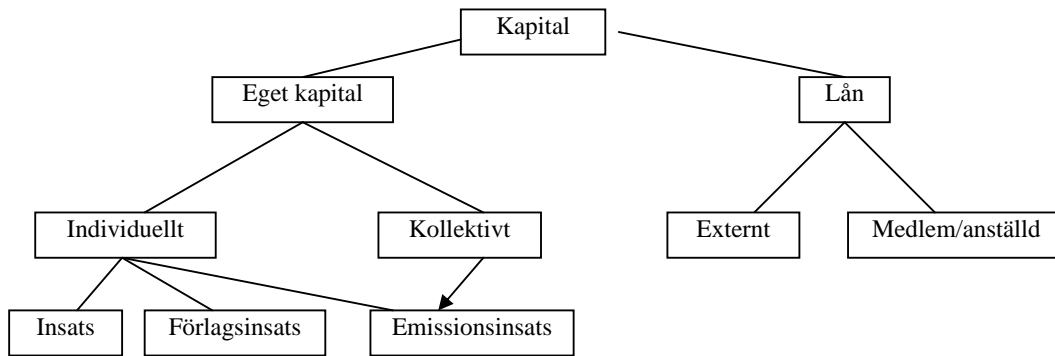 Kapital
Eget kapital
Lån
Individuellt
Kollektivt
Externt
Medlem/anställd
Insats
Förlagsinsats
Emissionsinsats